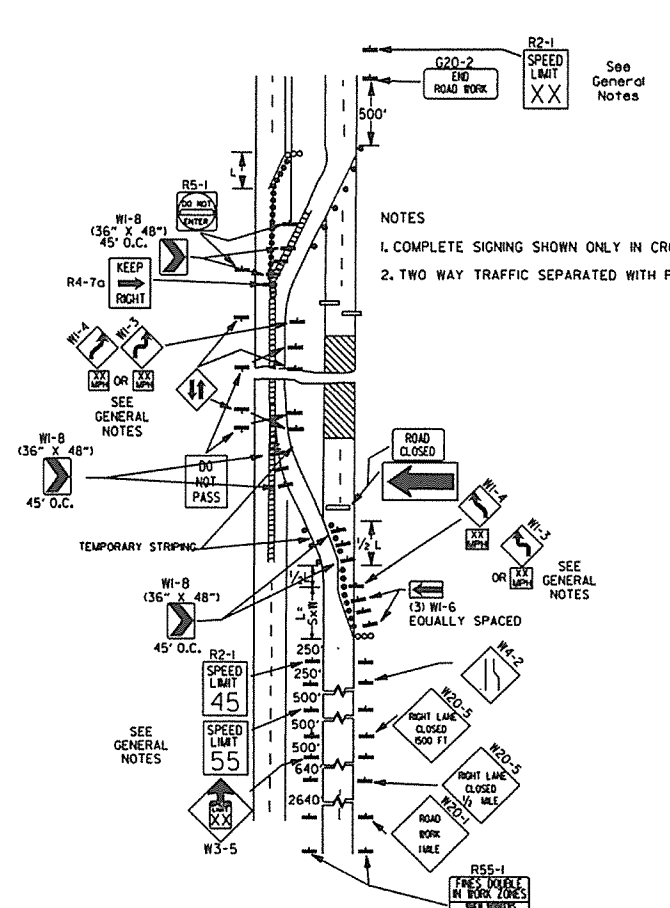 R2-1
SPEED
LIMIT
XX
See
General
Notes
G20-2
END
ROAD WORK
500'
L
R5-1
DO NOT
ENTER
W1-8
(36" X 48")
45' O.C.
R4-7a
KEEP
RIGHT
NOTES
1. COMPLETE SIGNING SHOWN ONLY IN CR
2. TWO WAY TRAFFIC SEPARATED WITH
W1-4
W1-3
XX
MPH
OR
XX
MPH
SEE
GENERAL
NOTES
W1-8
(36" X 48")
45' O.C.
DO
NOT
PASS
ROAD
CLOSED
W1-4
XX
MPH
W1-3
OR
XX
MPH
SEE
GENERAL
NOTES
TEMPORARY STRIPING
1/2 L
1/2 L
L=
SxW
W1-8
(36" X 48")
45' O.C.
(3) W1-6
EQUALLY SPACED
250'
250'
500'
500'
500'
640'
2640'
R2-1
SPEED
LIMIT
45
SPEED
LIMIT
55
SEE
GENERAL
NOTES
XX
W3-5
W4-2
W20-5
RIGHT LANE
CLOSED
1500 FT
W20-5
RIGHT LANE
CLOSED
1/2 MILE
W20-1
ROAD
WORK
1 MILE
R55-1
FINES DOUBLE
IN WORK ZONES